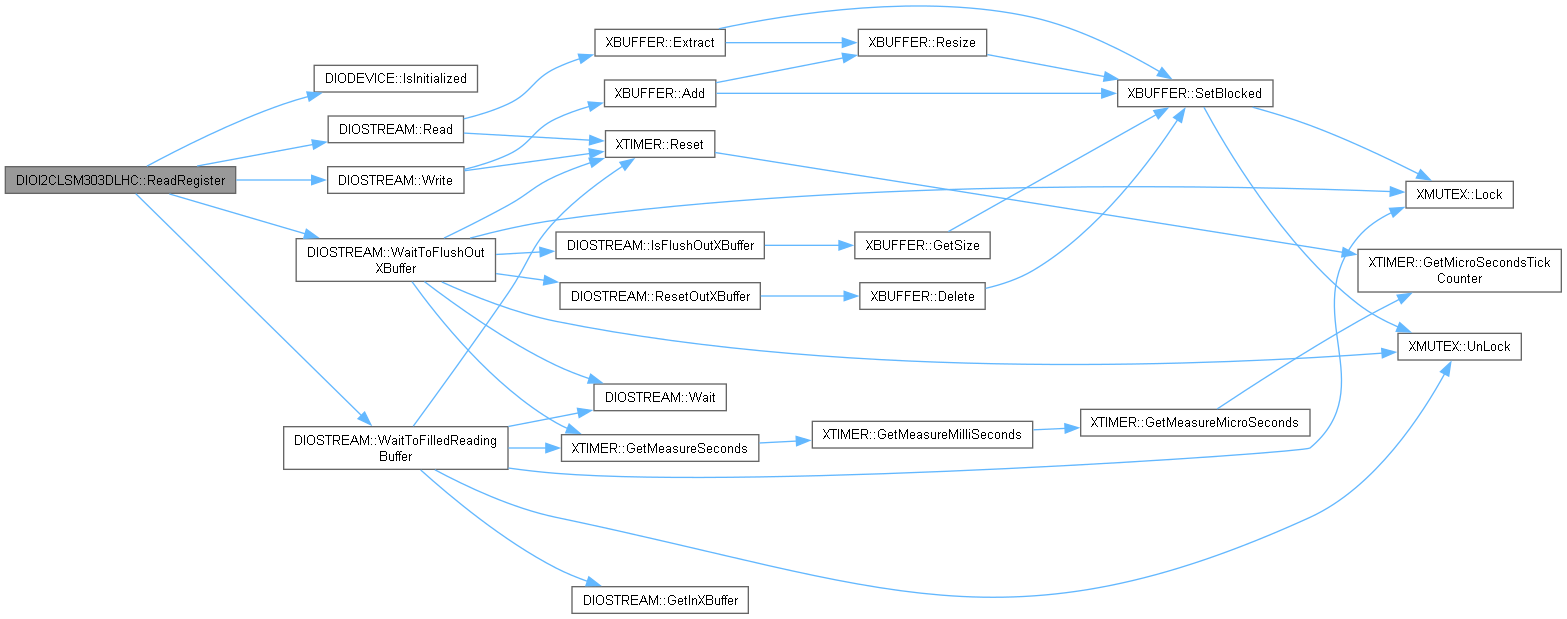 DIOI2CLSM303DLHC::ReadRegister
DIODEVICE::IsInitialized
DIOSTREAM::Read
DIOSTREAM::Write
DIOSTREAM::WaitToFlushOut
XBuffer
DIOSTREAM::WaitToFilledReading
Buffer
XBUFFER::Extract
XBUFFER::Add
XTIMER::Reset
DIOSTREAM::IsFlushOutXBuffer
DIOSTREAM::ResetOutXBuffer
DIOSTREAM::Wait
XTIMER::GetMeasureSeconds
DIOSTREAM::GetInXBuffer
XBUFFER::Resize
XBUFFER::GetSize
XBUFFER::Delete
XTIMER::GetMeasureMilliSeconds
XBUFFER::SetBlocked
XTIMER::GetMeasureMicroSeconds
XMUTEX::Lock
XTIMER::GetMicroSecondsTick
Counter
XMUTEX::UnLock